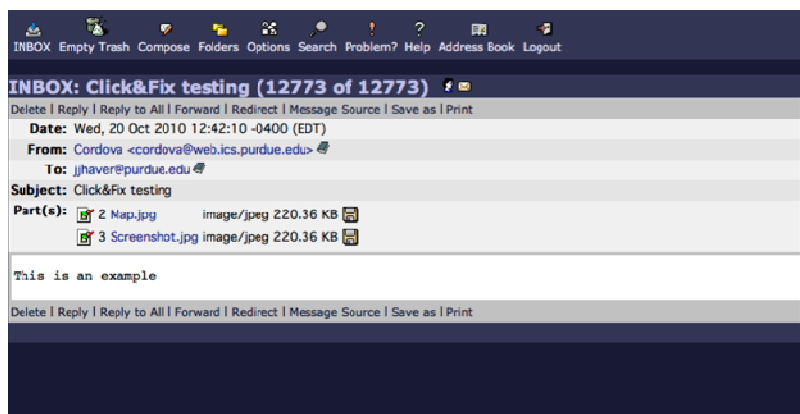 INBOX Empty Trash Compose Folders Options Search Problem? Help Address Book Logout
INBOX: Click&Fix testing (12773 of 12773)
Delete | Reply | Reply to All | Forward | Redirect | Message Source | Save as | Print
Date: Wed, 20 Oct 2010 12:42:10 -0400 (EDT)
From: Cordova <cordova@web.ics.purdue.edu>
To: jjhaver@purdue.edu
Subject: Click&Fix testing
Part(s): 2 Map.jpg image/jpeg 220.36 KB
3 Screenshot.jpg image/jpeg 220.36 KB
This is an example
Delete | Reply | Reply to All | Forward | Redirect | Message Source | Save as | Print